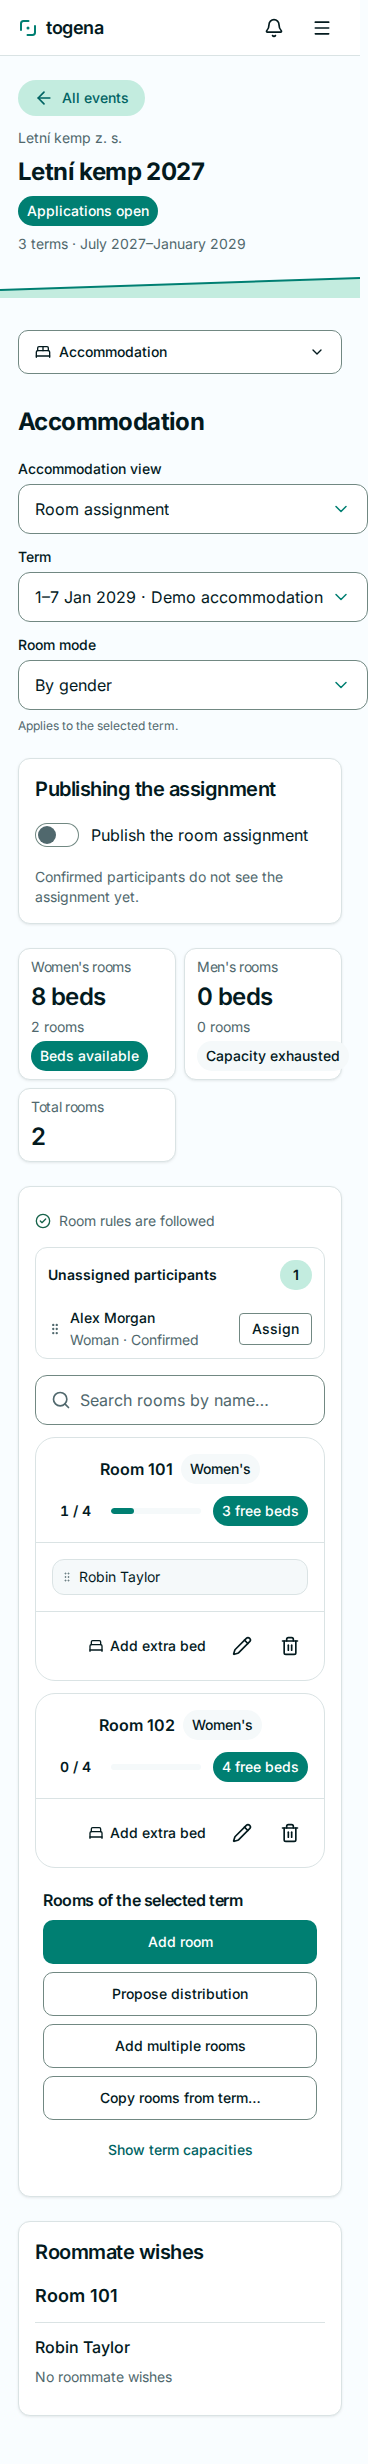 togena
All events
Letní kemp z. s.
Letní kemp 2027
Applications open
3 terms · July 2027–January 2029
Accommodation
Accommodation
Accommodation view
Room assignment
Term
1–7 Jan 2029 · Demo accommodation
Room mode
By gender
Applies to the selected term.
Publishing the assignment
Publish the room assignment
Confirmed participants do not see the
assignment yet.
Women's rooms
8 beds
2 rooms
Beds available
Men's rooms
0 beds
0 rooms
Capacity exhausted
Total rooms
2
Room rules are followed
Unassigned participants 1
Alex Morgan
Woman · Confirmed
Assign
Search rooms by name...
Room 101 Women's
1 / 4 3 free beds
Robin Taylor
Add extra bed
Room 102 Women's
0 / 4 4 free beds
Add extra bed
Rooms of the selected term
Add room
Propose distribution
Add multiple rooms
Copy rooms from term...
Show term capacities
Roommate wishes
Room 101
Robin Taylor
No roommate wishes